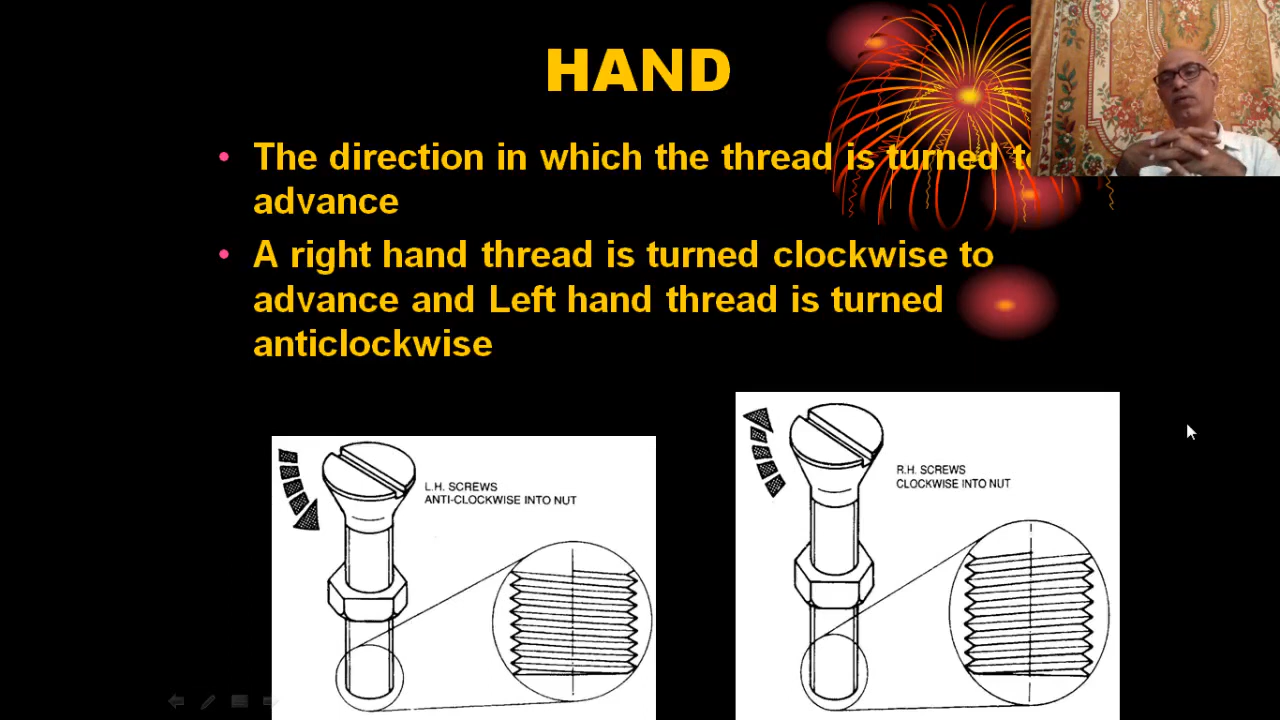 HAND
• The direction in which the thread is turned to
advance
• A right hand thread is turned clockwise to
advance and Left hand thread is turned
anticlockwise
L.H. SCREWS
ANTI-CLOCKWISE INTO NUT
R.H. SCREWS
CLOCKWISE INTO NUT